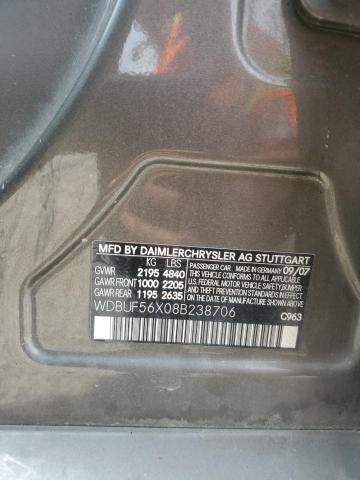 MFD BY DAIMLERCHRYSLER AG STUTTGART
KG LBS MADE IN GERMANY 09/07
GVWR 2195 4840 THIS VEHICLE CONFORMS TO ALL APPLICABLE
GAWR FRONT 1000 2205 U.S. FEDERAL MOTOR VEHICLE SAFETY, BUMPER
GAWR REAR 1195 2635 AND THEFT PREVENTION STANDARDS IN EFFECT ON THE DATE OF MANUFACTURE SHOWN ABOVE.
WDBUF56X08B238706
C963